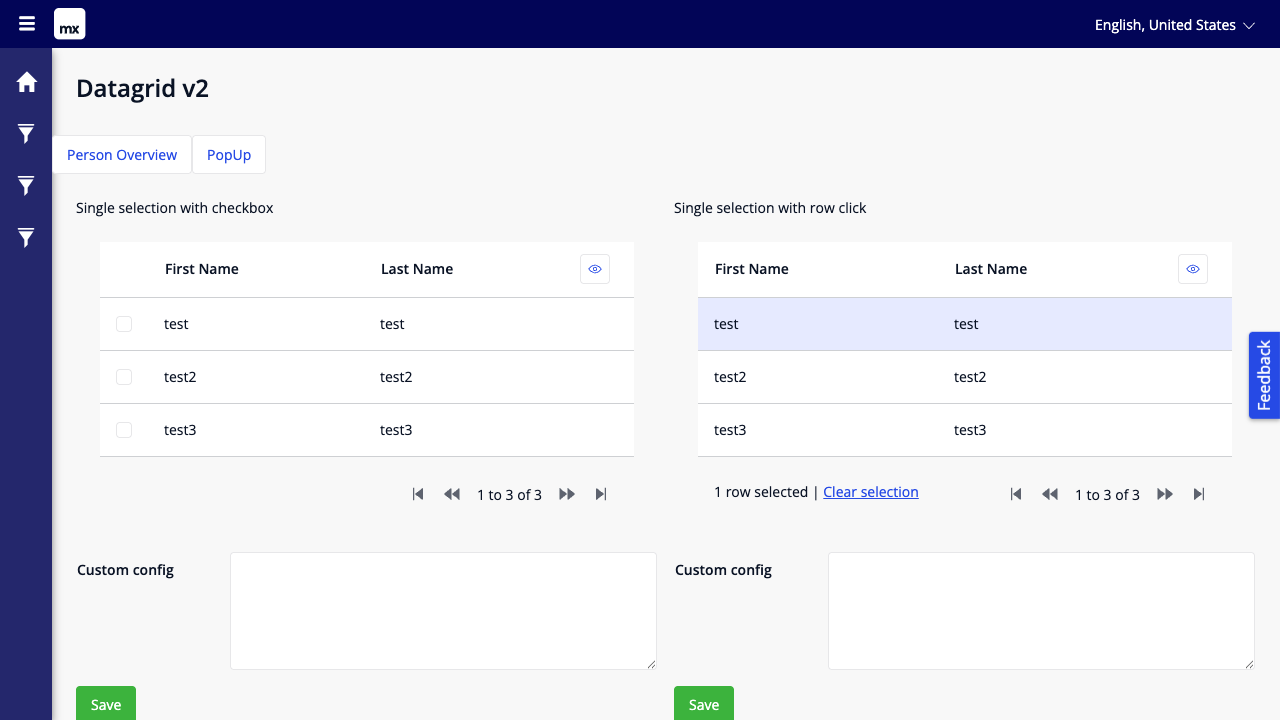 mx
English, United States
Datagrid v2
Person Overview
PopUp
Single selection with checkbox
First Name Last Name
test test
test2 test2
test3 test3
1 to 3 of 3
Custom config
Save
Single selection with row click
First Name Last Name
test test
test2 test2
test3 test3
1 row selected | Clear selection
1 to 3 of 3
Custom config
Save
Feedback